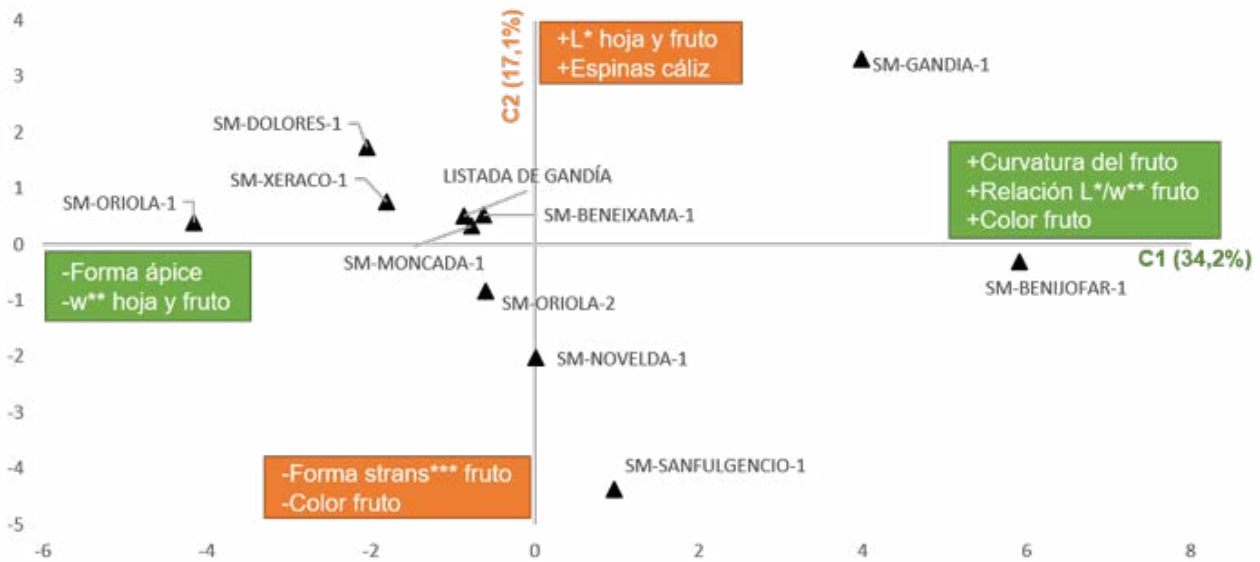 4
3
2
1
0
-1
-2
-3
-4
-5
-6
-4
-2
0
2
4
6
8
C2 (17,1%)
C1 (34,2%)
+L* hoja y fruto
+Espinas cáliz
SM-GANDIA-1
SM-DOLORES-1
+Curvatura del fruto
+Relación L*/w** fruto
+Color fruto
SM-XERACO-1
LISTADA DE GANDÍA
SM-ORIOLA-1
SM-BENEIXAMA-1
SM-MONCADA-1
-Forma ápice
-w** hoja y fruto
SM-BENIJOFAR-1
SM-ORIOLA-2
SM-NOVELDA-1
-Forma strans*** fruto
-Color fruto
SM-SANFULGENCIO-1